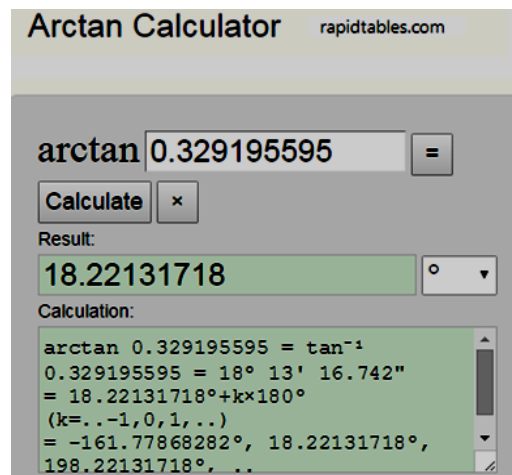 Arctan Calculator rapidtables.com
arctan 0.329195595 =
Calculate ×
Result:
18.22131718 ° ▼
Calculation:
arctan 0.329195595 = tan⁻¹
0.329195595 = 18° 13' 16.742"
= 18.22131718°+k×180°
(k=..-1,0,1,..)
= -161.77868282°, 18.22131718°,
198.22131718°, ..